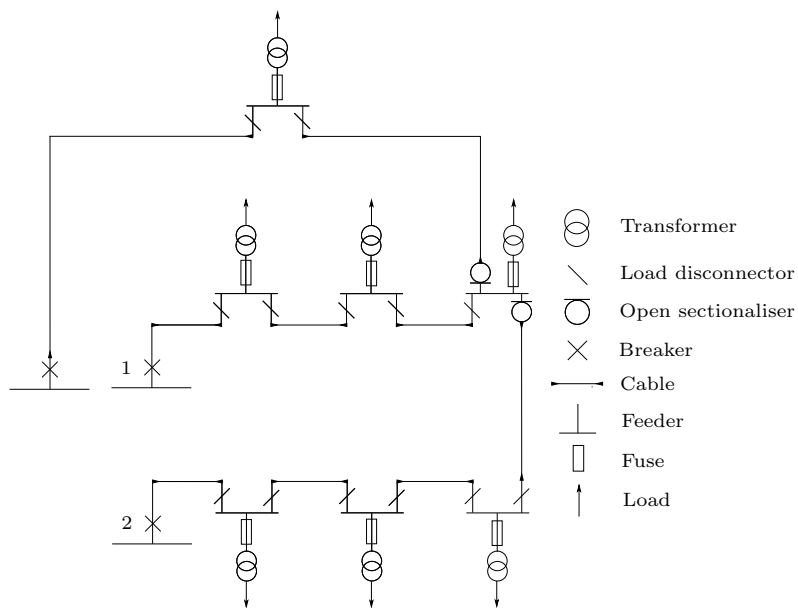 1
2
Transformer
Load disconnector
Open sectionaliser
Breaker
Cable
Feeder
Fuse
Load